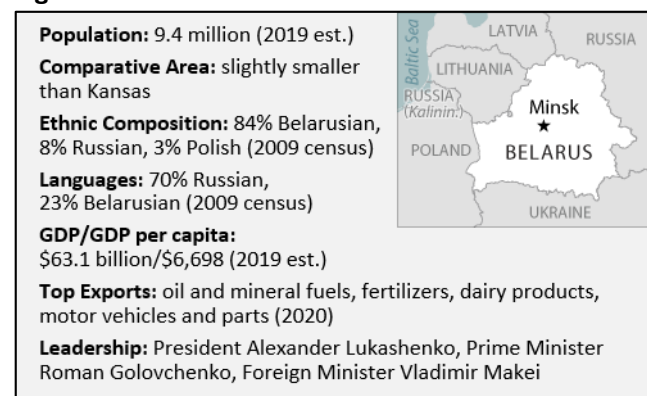 Population: 9.4 million (2019 est.)
Comparative Area: slightly smaller
than Kansas
Ethnic Composition: 84% Belarusian,
8% Russian, 3% Polish (2009 census)
Languages: 70% Russian,
23% Belarusian (2009 census)
GDP/GDP per capita:
$63.1 billion/$6,698 (2019 est.)
Top Exports: oil and mineral fuels, fertilizers, dairy products,
motor vehicles and parts (2020)
Leadership: President Alexander Lukashenko, Prime Minister
Roman Golovchenko, Foreign Minister Vladimir Makei
Baltic Sea
LATVIA
RUSSIA
LITHUANIA
RUSSIA
(Kalinin.)
Minsk
POLAND
BELARUS
UKRAINE